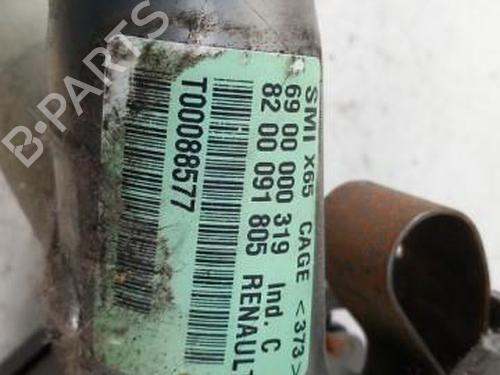 B-PARTS
SMI X65 CAGE <373>
69 00 000 319 Ind. C
82 00 091 805 RENAULT
T00088577